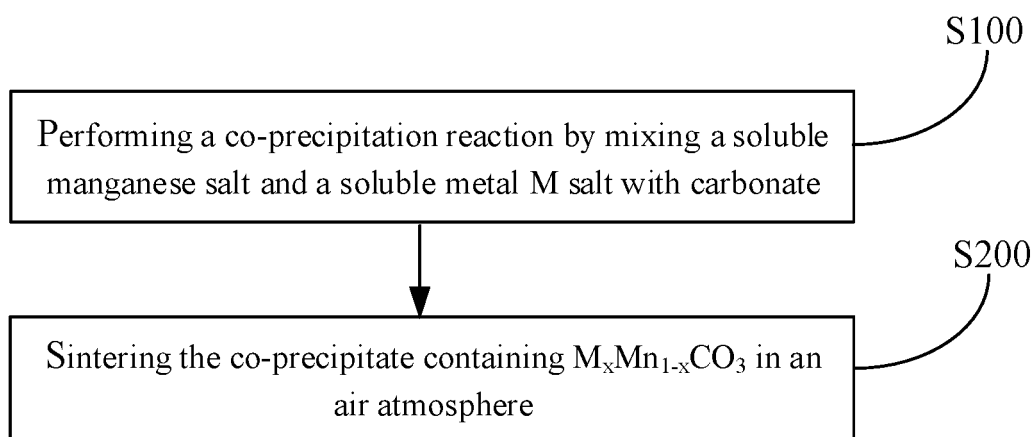 S100
Performing a co-precipitation reaction by mixing a soluble
manganese salt and a soluble metal M salt with carbonate
S200
Sintering the co-precipitate containing MₓMn₁₋ₓCO₃ in an
air atmosphere